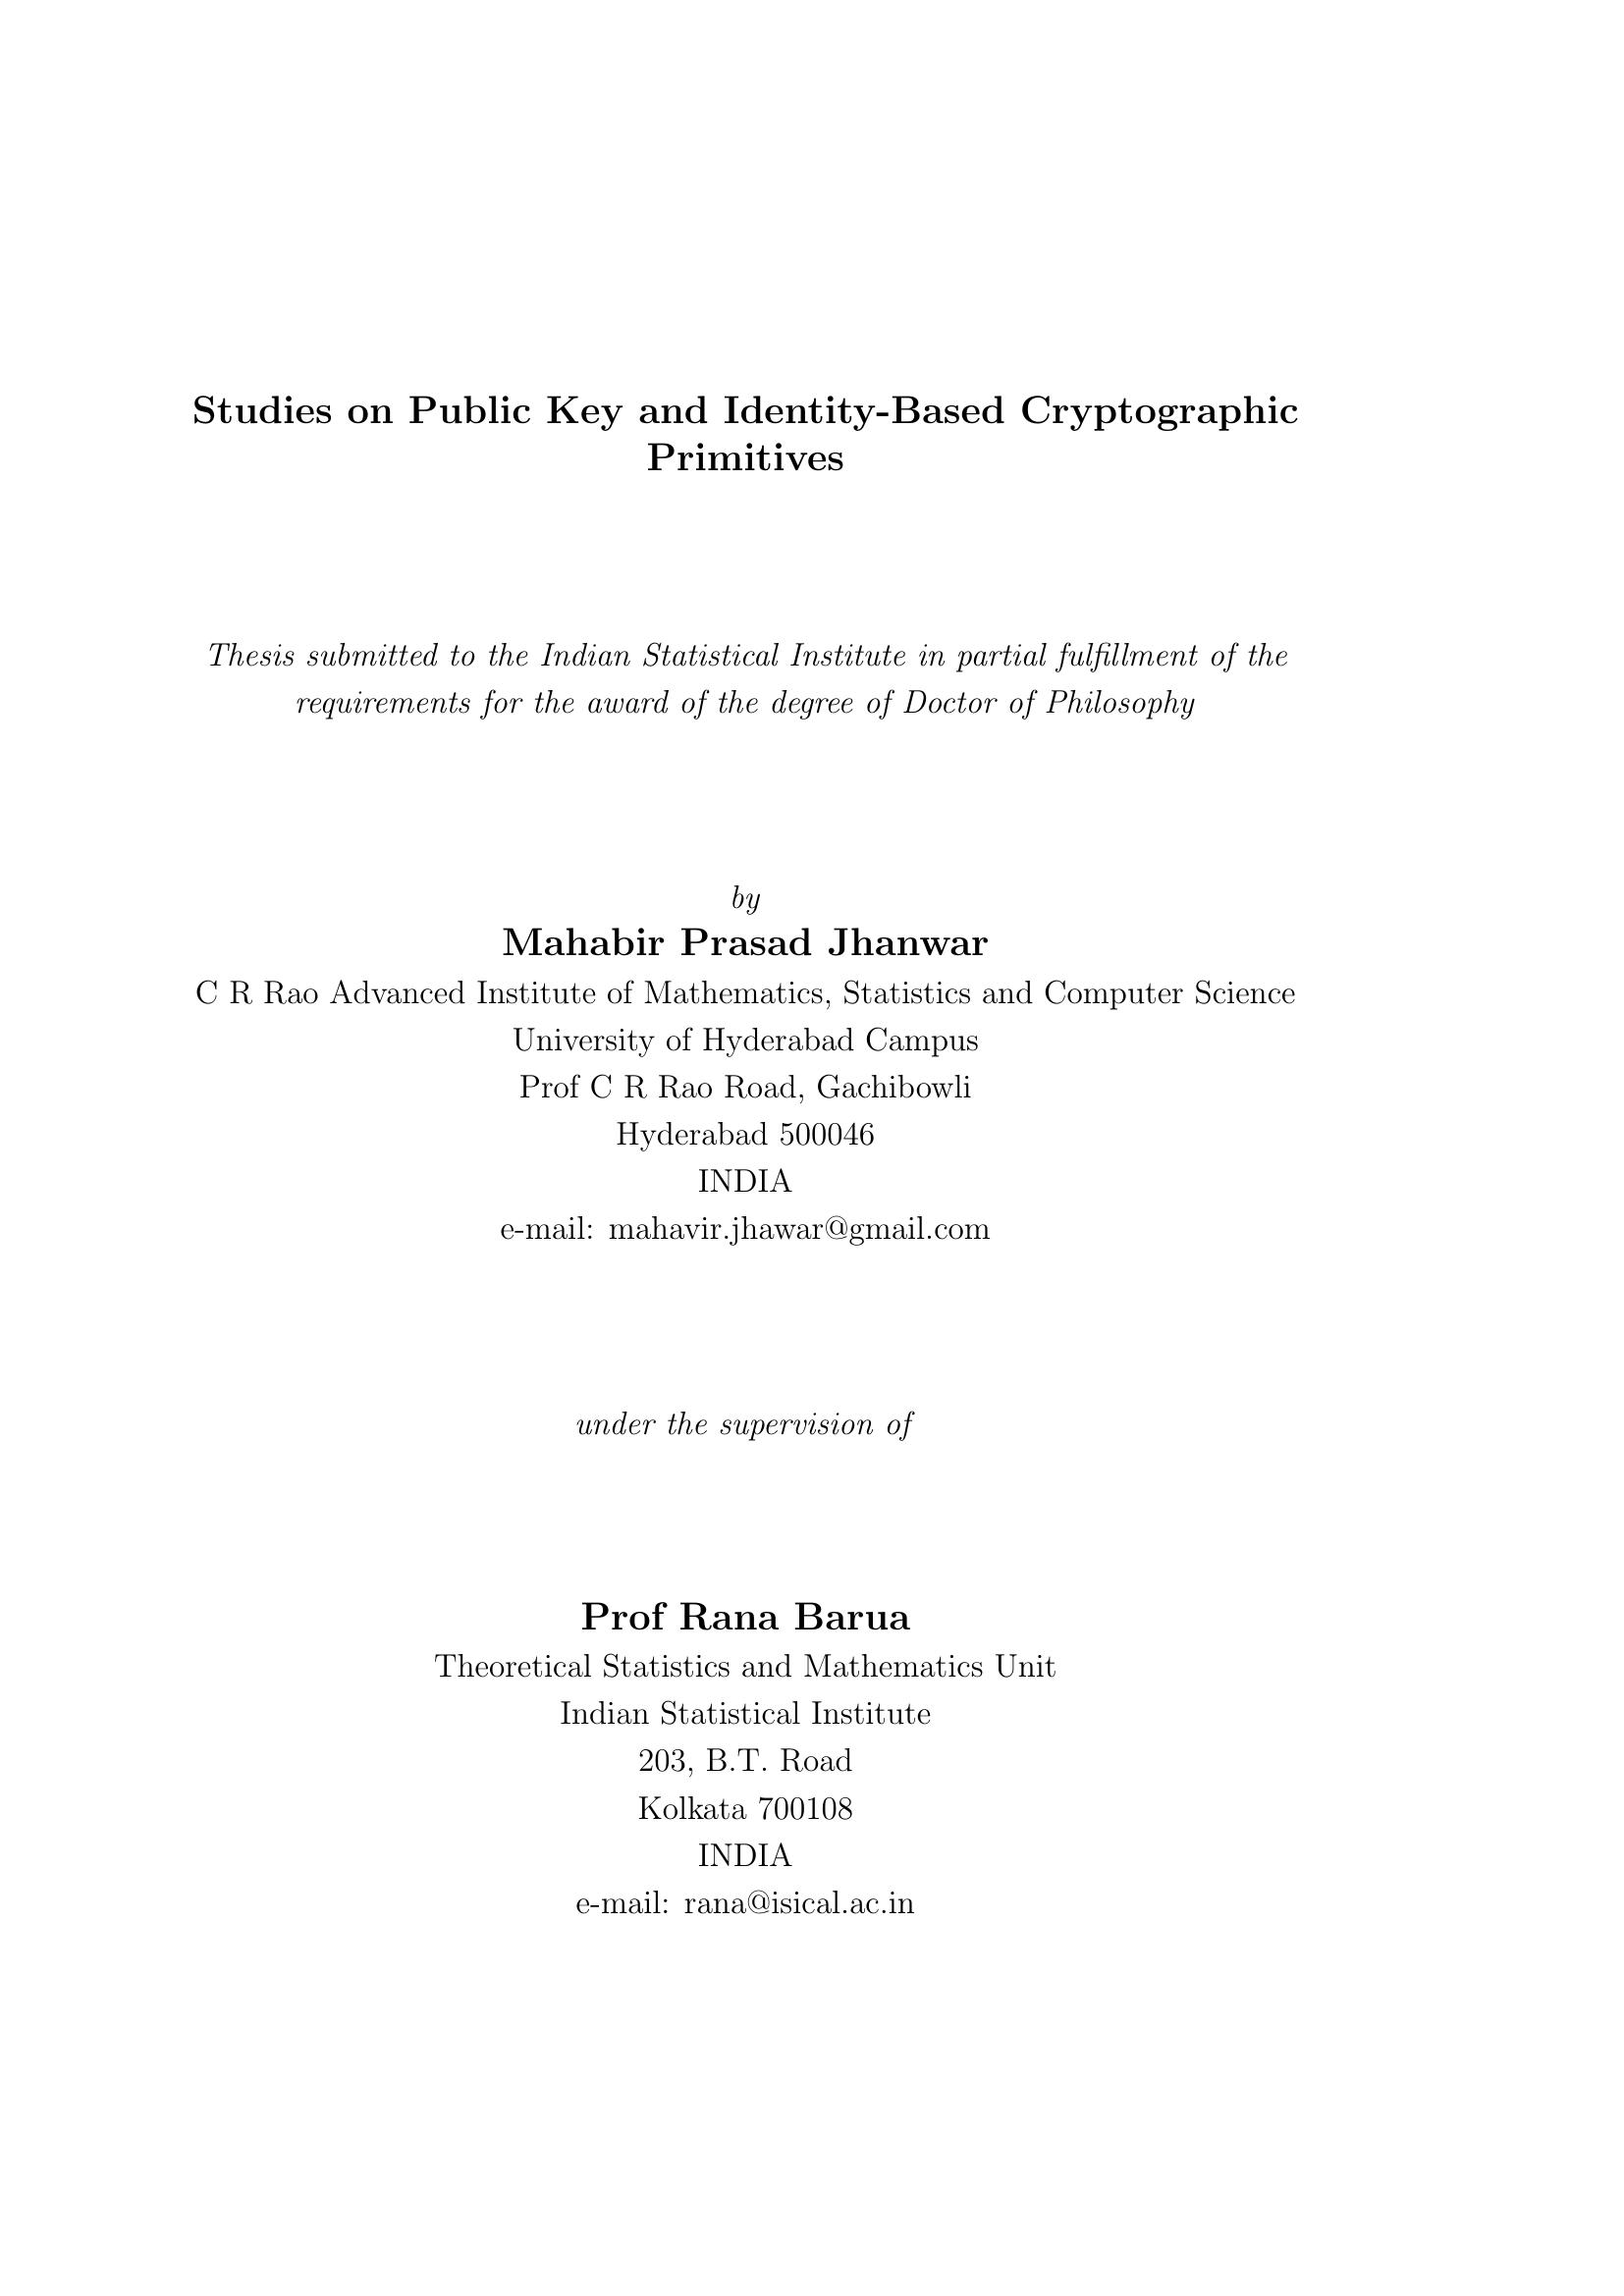 Studies on Public Key and Identity-Based Cryptographic
Primitives
Thesis submitted to the Indian Statistical Institute in partial fulfillment of the
requirements for the award of the degree of Doctor of Philosophy
by
Mahabir Prasad Jhanwar
C R Rao Advanced Institute of Mathematics, Statistics and Computer Science
University of Hyderabad Campus
Prof C R Rao Road, Gachibowli
Hyderabad 500046
INDIA
e-mail: mahavir.jhawar@gmail.com
under the supervision of
Prof Rana Barua
Theoretical Statistics and Mathematics Unit
Indian Statistical Institute
203, B.T. Road
Kolkata 700108
INDIA
e-mail: rana@isical.ac.in